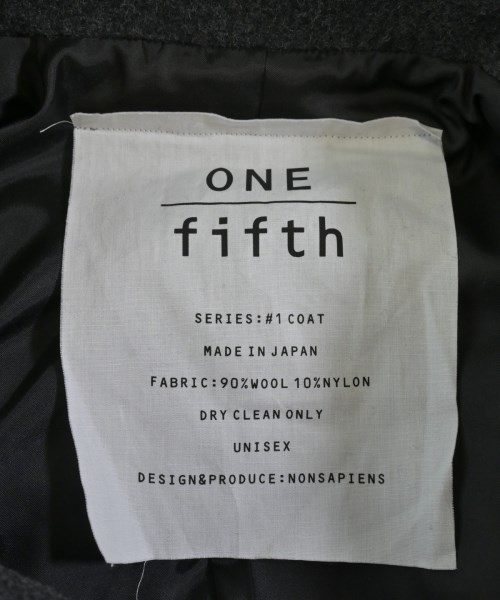 ONE
fifth
SERIES:#1 COAT
MADE IN JAPAN
FABRIC:90%WOOL 10%NYLON
DRY CLEAN ONLY
UNISEX
DESIGN&PRODUCE:NONSAPIENS